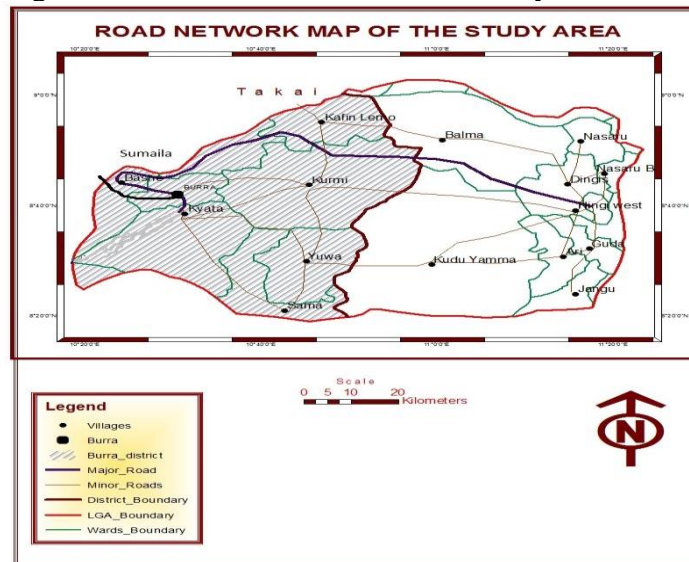 ROAD NETWORK MAP OF THE STUDY AREA
10°20'0"E 10°40'0"E 11°0'0"E 11°20'0"E
Takai
9°0'0"N 9°0'0"N
Kafin Lemo
Balma
Nasaru
Sumaila
Nasaru B
Bashe
Kurmi
Dingis
BURRA
8°40'0"N 8°40'0"N
Kyata
Ningi west
Guda
Ari
Yuwa
Kudu Yamma
Jangu
Sama
8°20'0"N 8°20'0"N
10°20'0"E 10°40'0"E 11°0'0"E 11°20'0"E
Scale
0 5 10 20
Kilometers
N
Legend
Villages
Burra
Burra_district
Major_Road
Minor_Roads
District_Boundary
LGA_Boundary
Wards_Boundary